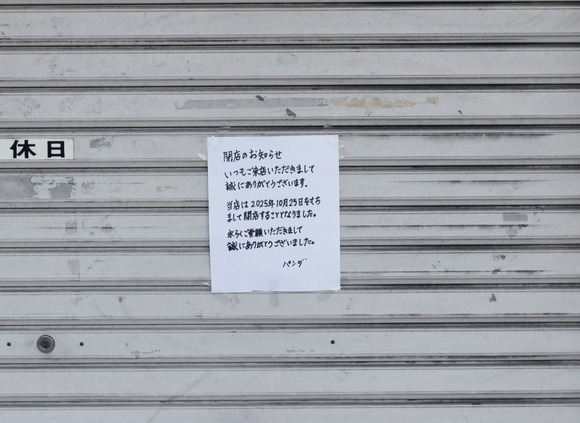 休日
閉店のお知らせ
いつもご来店いただきまして
誠にありがとうございます。
当店は2025年10月25日をもち
まして閉店することとなりました。
永らくご愛顧いただきまして
誠にありがとうございました。
パンダ